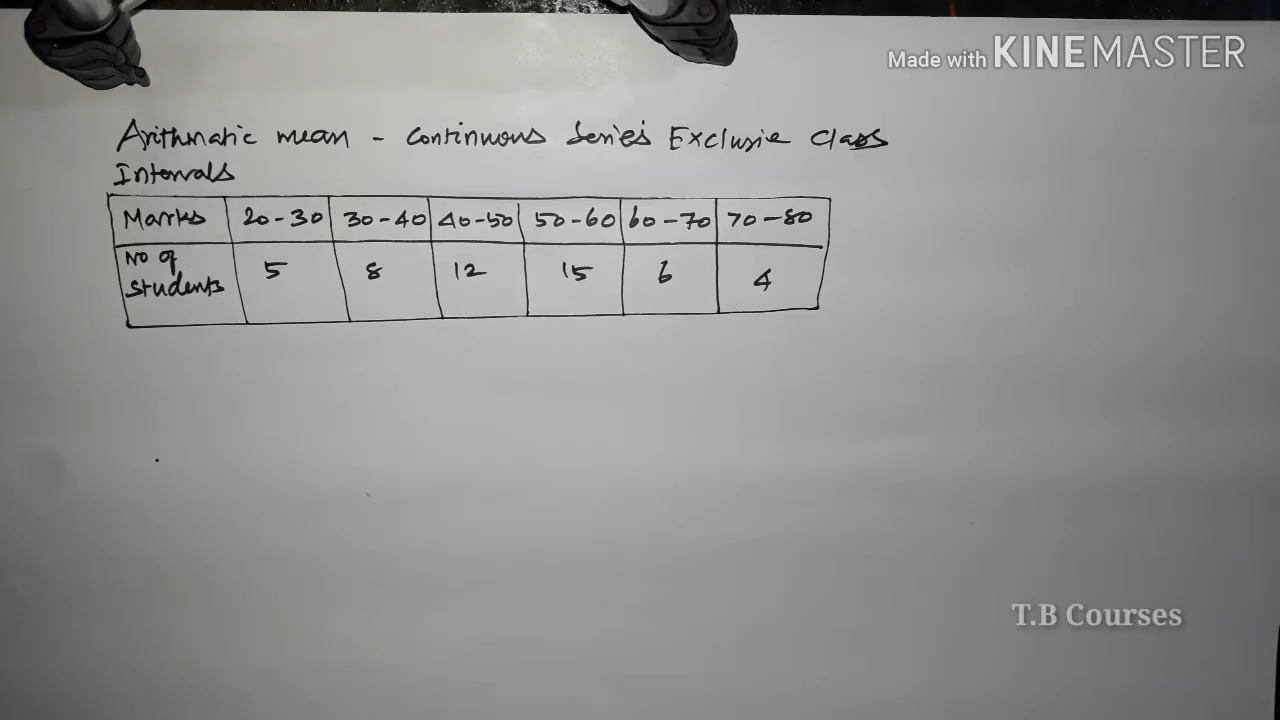 Made with KINEMASTER
Arithmatic mean - Continuous Series Exclusie Class
Intervals
Marks 20-30 30-40 40-50 50-60 60-70 70-80
No of
students 5 8 12 15 6 4
T.B Courses